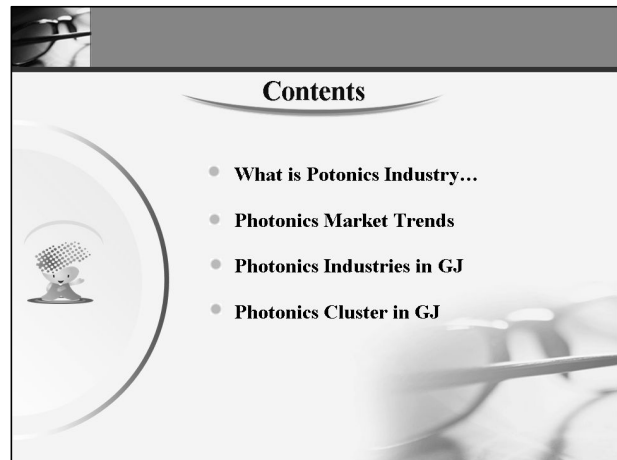 Contents
What is Potonics Industry…
Photonics Market Trends
Photonics Industries in GJ
Photonics Cluster in GJ